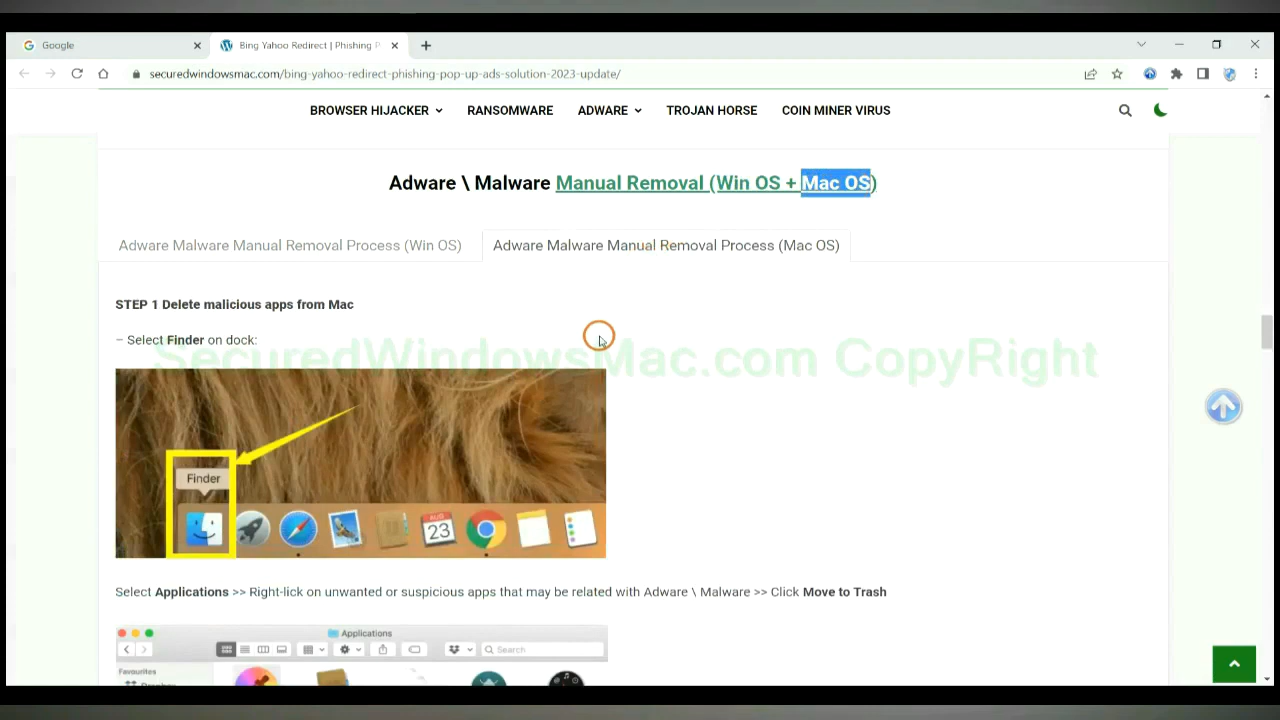 Google
Bing Yahoo Redirect | Phishing P
securedwindowsmac.com/bing-yahoo-redirect-phishing-pop-up-ads-solution-2023-update/
BROWSER HIJACKER RANSOMWARE ADWARE TROJAN HORSE COIN MINER VIRUS
Adware \ Malware Manual Removal (Win OS + Mac OS)
Adware Malware Manual Removal Process (Win OS) Adware Malware Manual Removal Process (Mac OS)
STEP 1 Delete malicious apps from Mac
– Select Finder on dock:
SecuredWindowsMac.com CopyRight
Finder
AUG
23
Select Applications >> Right-lick on unwanted or suspicious apps that may be related with Adware \ Malware >> Click Move to Trash
Applications
Search
Favourites